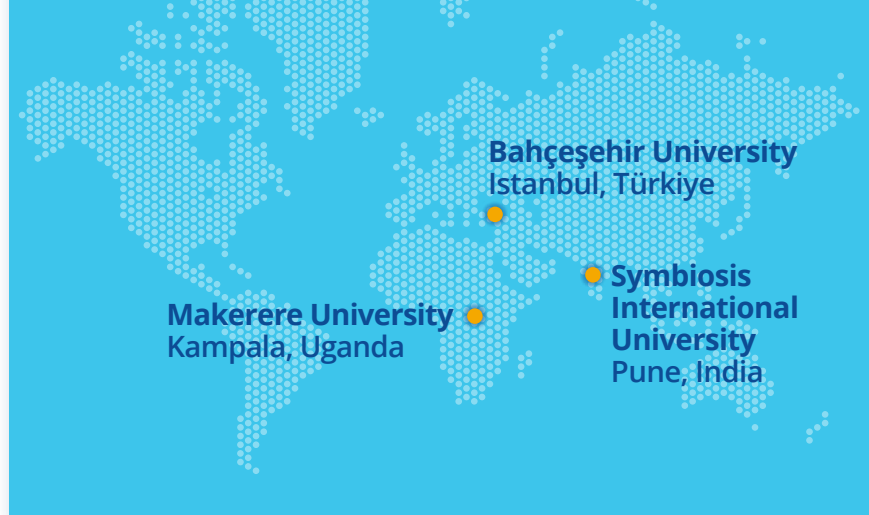 Bahçeşehir University
Istanbul, Türkiye
Symbiosis
International
University
Pune, India
Makerere University
Kampala, Uganda